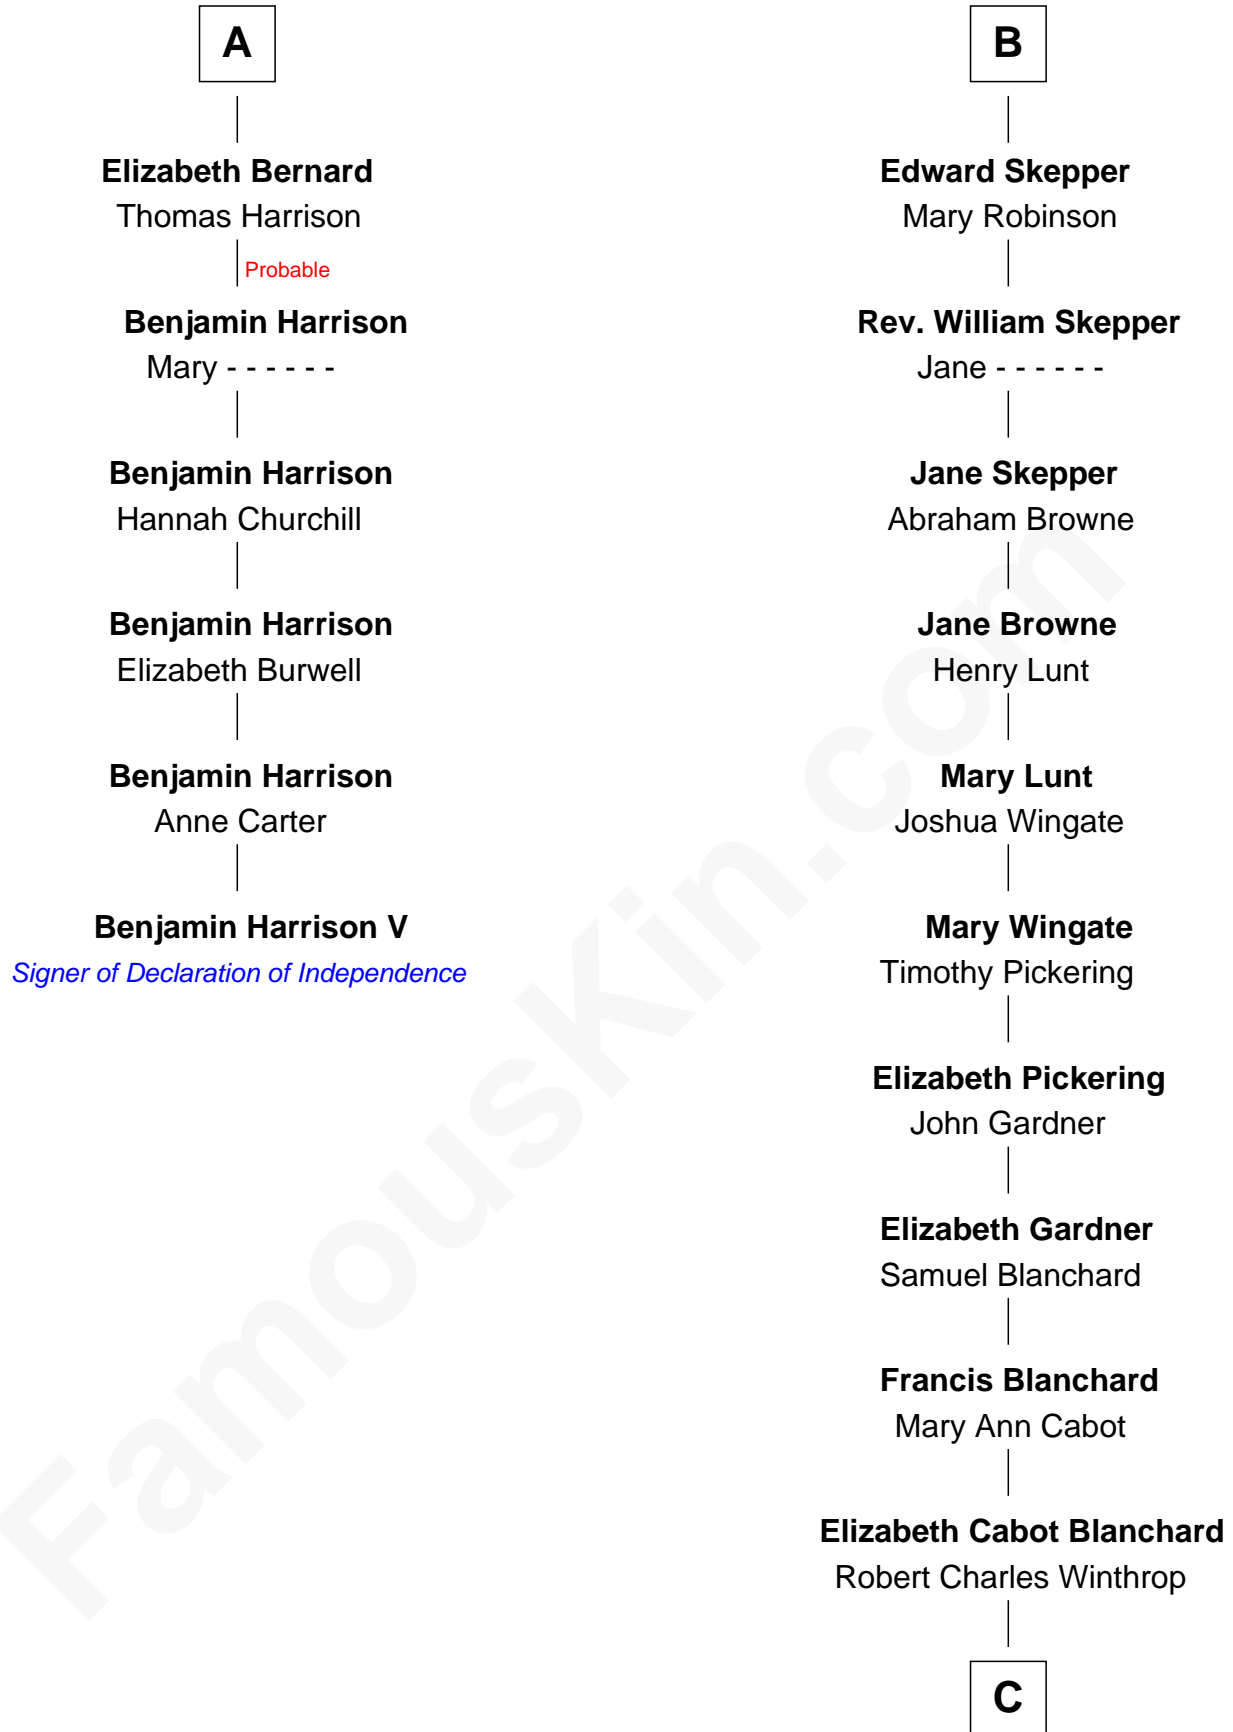 A
Elizabeth Bernard
Thomas Harrison
Probable
Benjamin Harrison
Mary - - - - - -
Benjamin Harrison
Hannah Churchill
Benjamin Harrison
Elizabeth Burwell
Benjamin Harrison
Anne Carter
Benjamin Harrison V
Signer of Declaration of Independence
B
Edward Skepper
Mary Robinson
Rev. William Skepper
Jane - - - - - -
Jane Skepper
Abraham Browne
Jane Browne
Henry Lunt
Mary Lunt
Joshua Wingate
Mary Wingate
Timothy Pickering
Elizabeth Pickering
John Gardner
Elizabeth Gardner
Samuel Blanchard
Francis Blanchard
Mary Ann Cabot
Elizabeth Cabot Blanchard
Robert Charles Winthrop
C
FamousKin.com